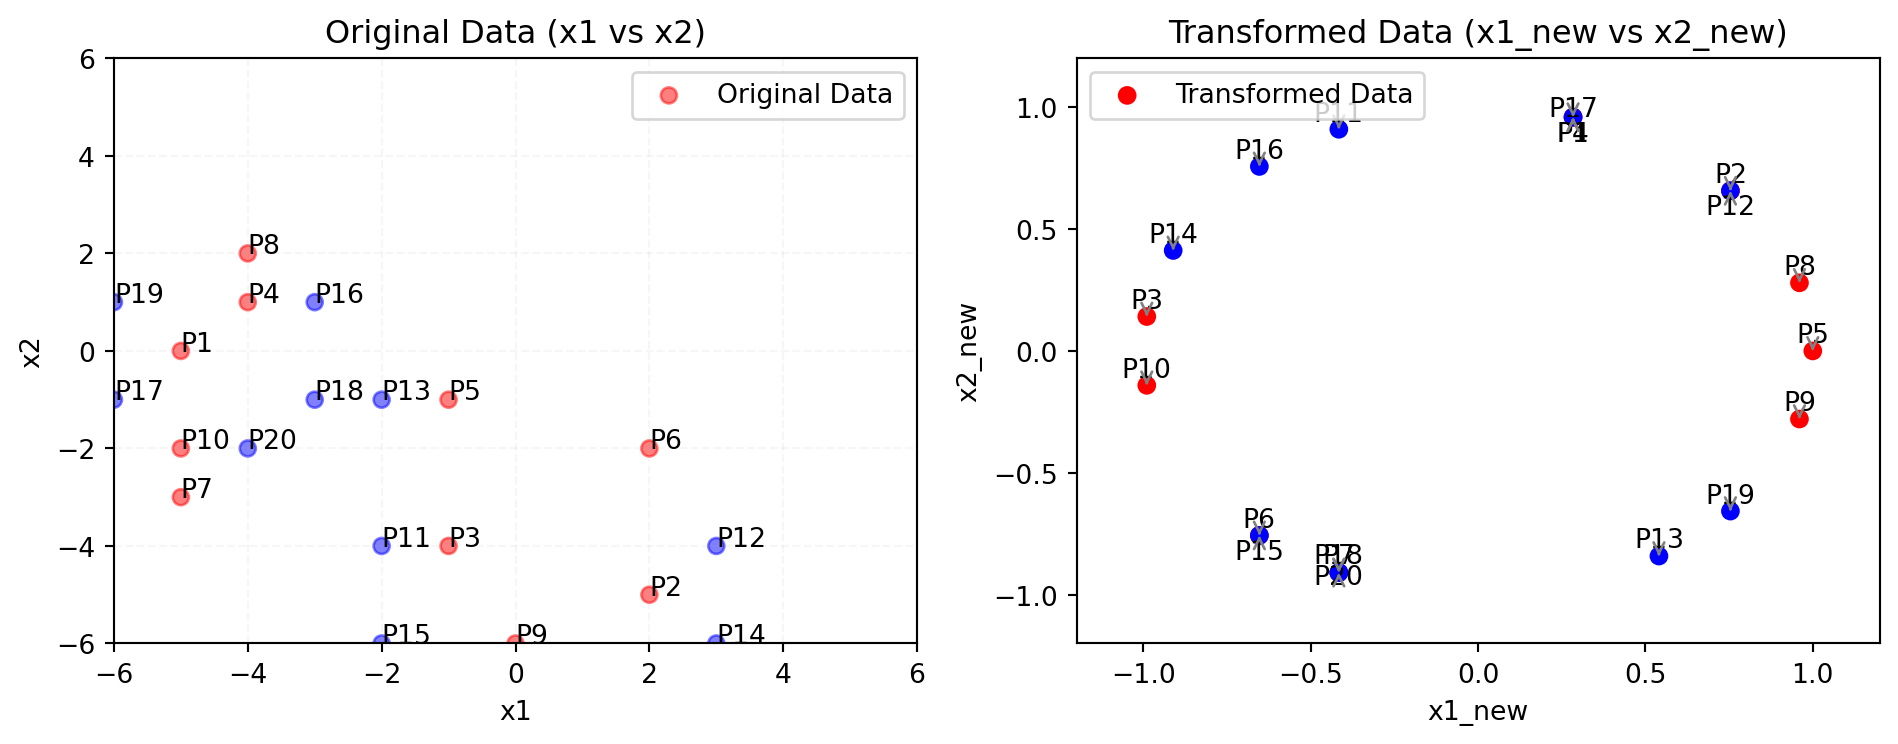 Original Data (x1 vs x2)
Original Data
6
4
2
0
−2
−4
−6
x2
P8
P19
P4
P16
P1
P17
P18
P13
P5
P10
P20
P6
P7
P11
P3
P12
P2
P15
P9
P14
−6
−4
−2
0
2
4
6
x1
Transformed Data (x1_new vs x2_new)
Transformed Data
1.0
0.5
0.0
−0.5
−1.0
x2_new
P11
P17
P4
P16
P2
P12
P14
P8
P3
P5
P10
P9
P19
P6
P13
P15
P18
P20
−1.0
−0.5
0.0
0.5
1.0
x1_new